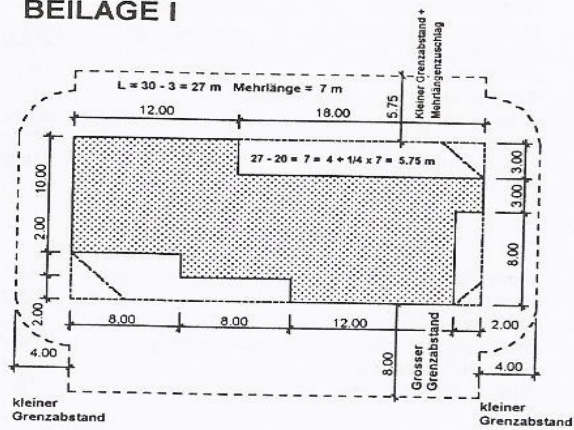 BEILAGE I
L = 30 - 3 = 27 m Mehrlänge = 7 m
12.00
18.00
5.75
Kleiner Grenzabstand +
Mehrlängenzuschlag
27 - 20 = 7 = 4 + 1/4 x 7 = 5.75 m
10.00
2.00
2.00
3.00
3.00
8.00
8.00
8.00
12.00
2.00
4.00
8.00
Grosser
Grenzabstand
4.00
kleiner
Grenzabstand
kleiner
Grenzabstand